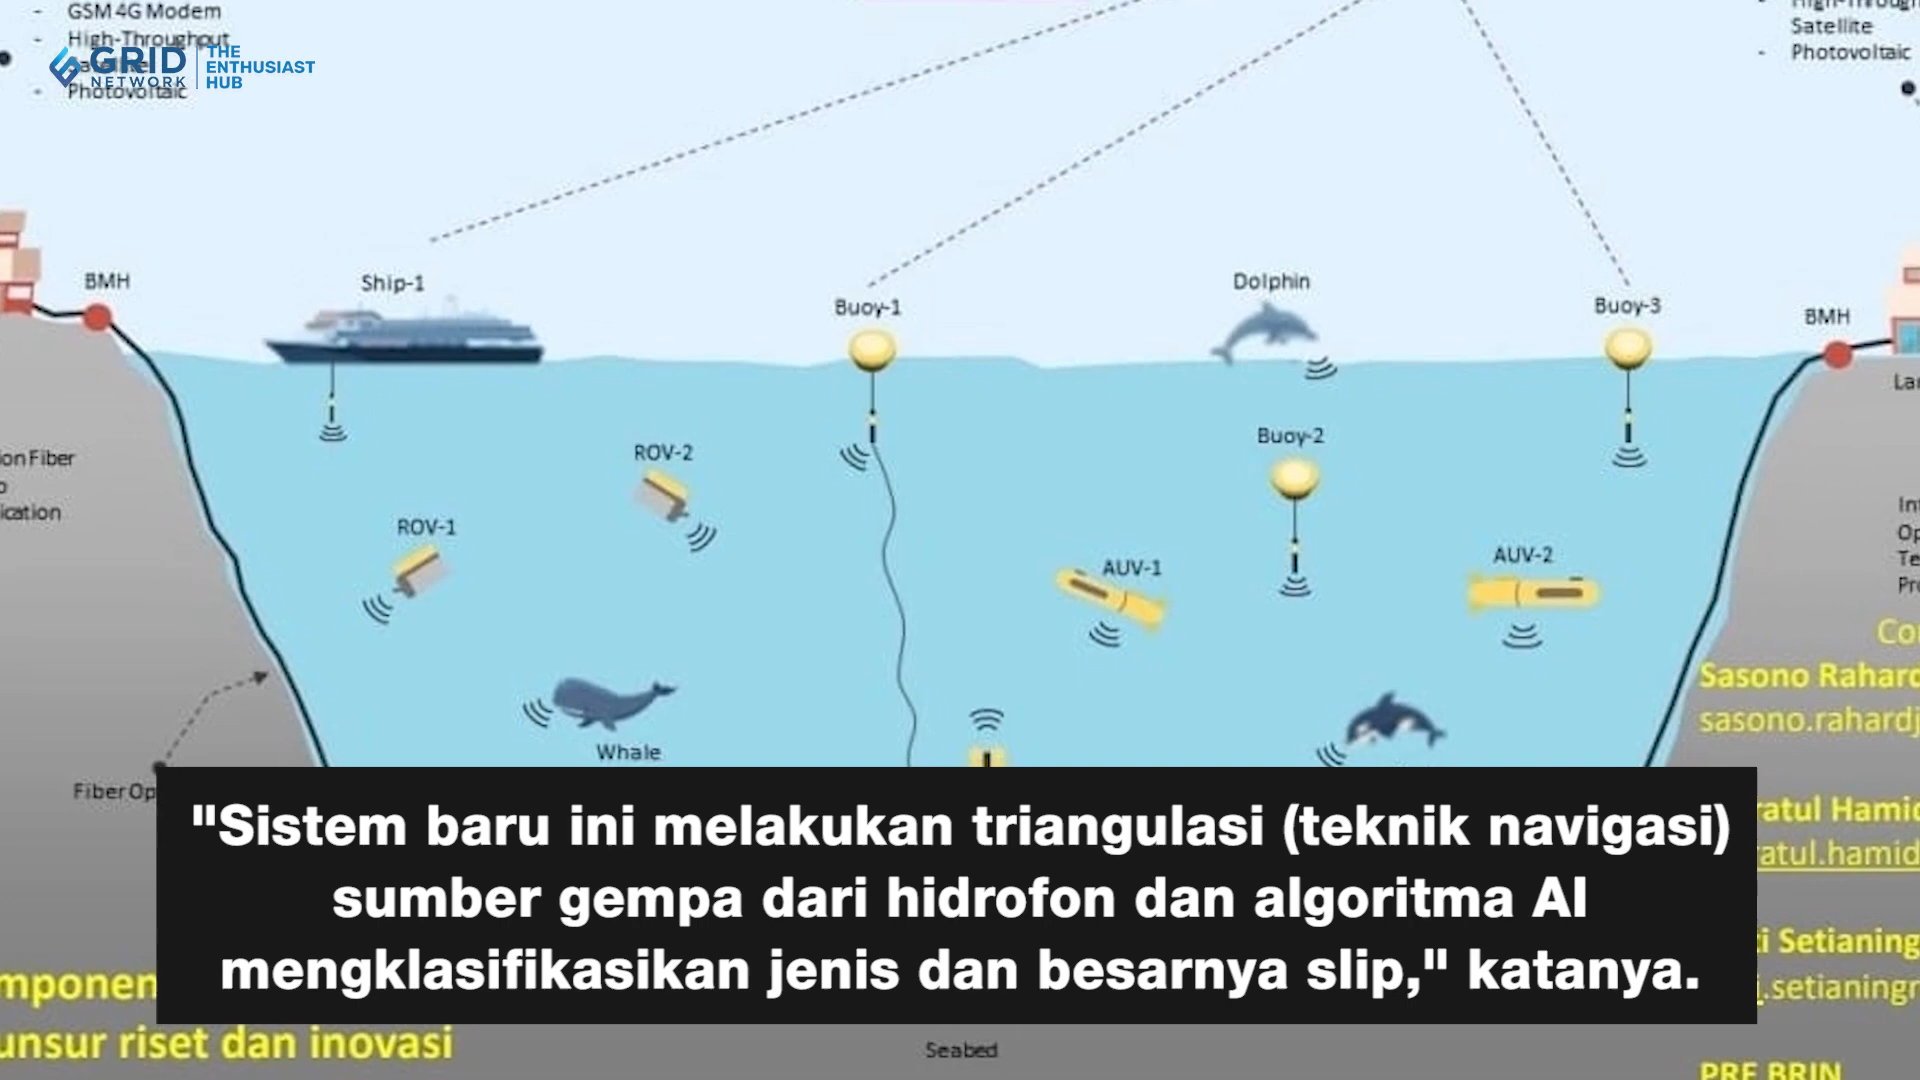 - GSM 4G Modem
- High-Throughput
- Photovoltaic
GRID
NETWORK
THE
ENTHUSIAST
HUB
Satellite
- Photovoltaic
BMH
Ship-1
Buoy-1
Dolphin
Buoy-3
BMH
ROV-2
Buoy-2
ROV-1
AUV-1
AUV-2
Whale
Fiber
Fiber
Sasono
"Sistem baru ini melakukan triangulasi (teknik navigasi)
sumber gempa dari hidrofon dan algoritma AI
mengklasifikasikan jenis dan besarnya slip," katanya.
unsur riset dan inovasi
Seabed
PRE BRIN